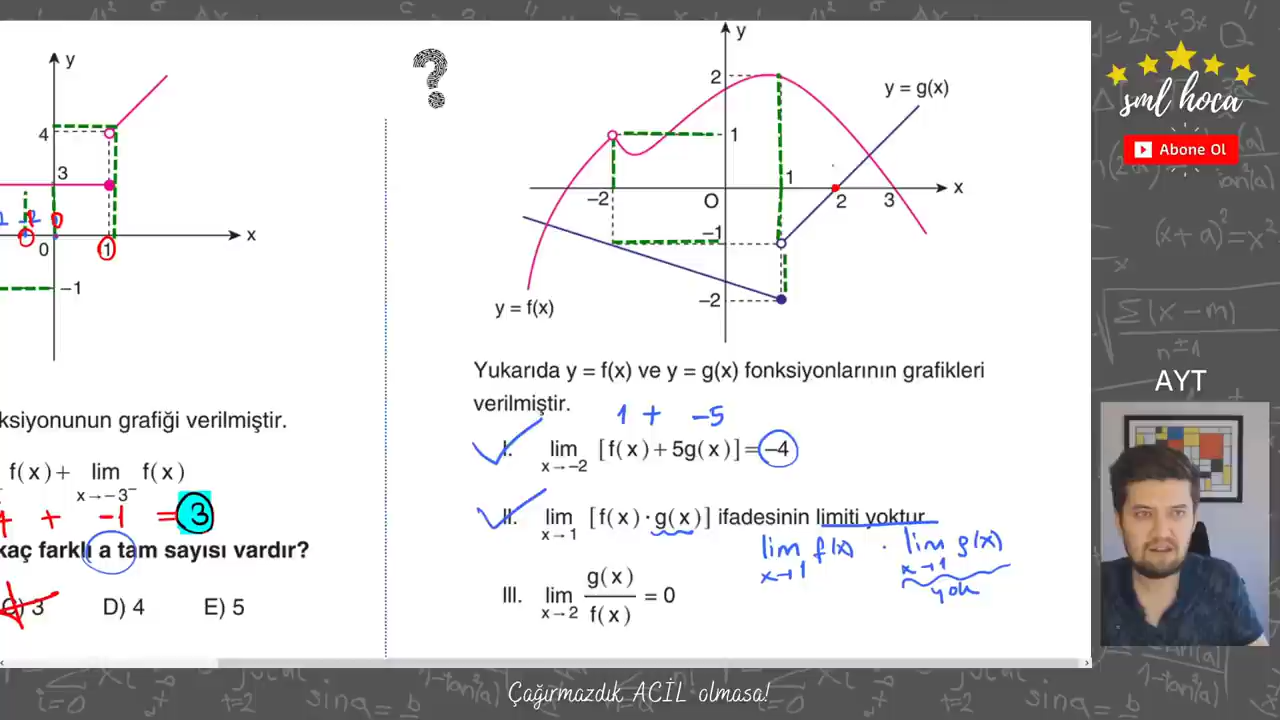 y
4
3
0
1
x
−1
ksiyonunun grafiği verilmiştir.
f(x) + lim f(x)
x→−3⁻
4 + −1 = 3
kaç farklı a tam sayısı vardır?
C) 3 D) 4 E) 5
?
y
2
y = g(x)
1
1
−2
O
2
3
x
−1
−2
y = f(x)
Yukarıda y = f(x) ve y = g(x) fonksiyonlarının grafikleri
verilmiştir.
1 + −5
I. lim [f(x) + 5g(x)] = −4
x→−2
II. lim [f(x) · g(x)] ifadesinin limiti yoktur.
x→1
lim f(x) · lim g(x)
x→1 x→1
yok
III. lim g(x)/f(x) = 0
x→2
sml hoca
Abone Ol
AYT
Çağırmazdık ACİL olmasa!